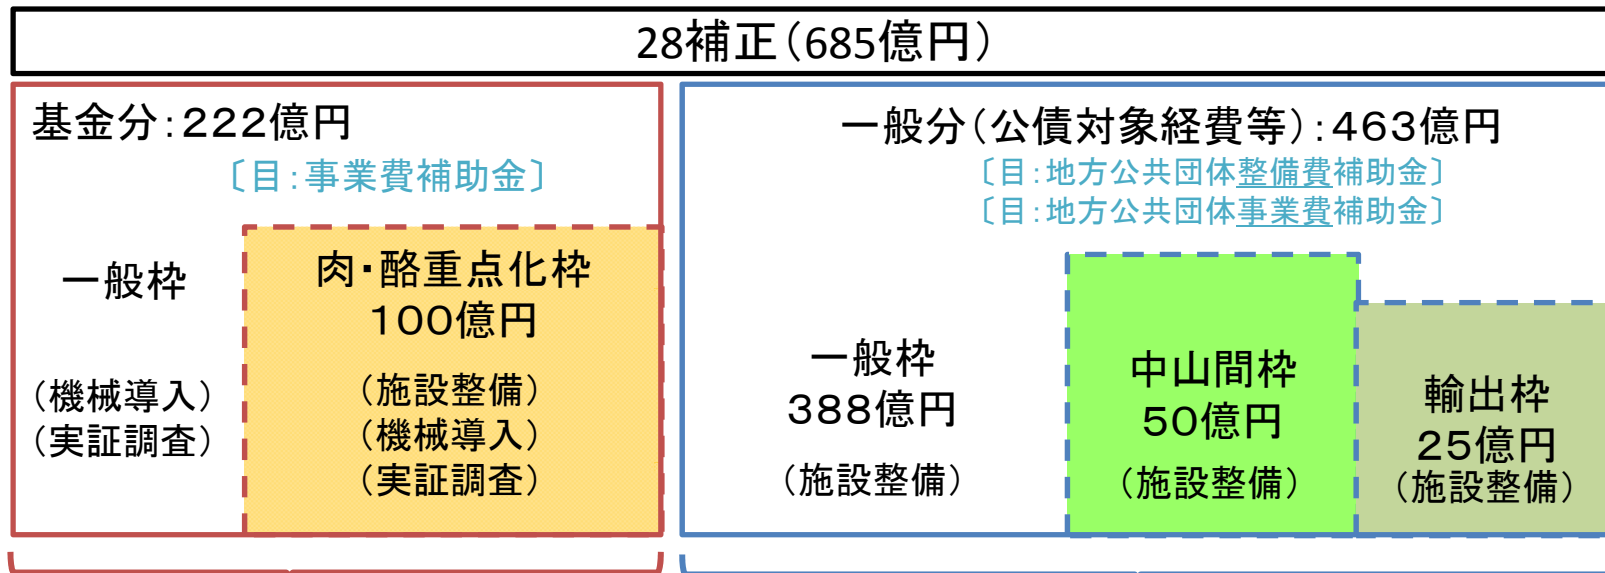 28補正（685億円）
基金分：２２２億円
〔目：事業費補助金〕
一般枠
（機械導入）
（実証調査）
肉・酪重点化枠
１００億円
（施設整備）
（機械導入）
（実証調査）
一般分（公債対象経費等）：４６３億円
〔目：地方公共団体整備費補助金〕
〔目：地方公共団体事業費補助金〕
一般枠
３８８億円
（施設整備）
中山間枠
５０億円
（施設整備）
輸出枠
２５億円
（施設整備）